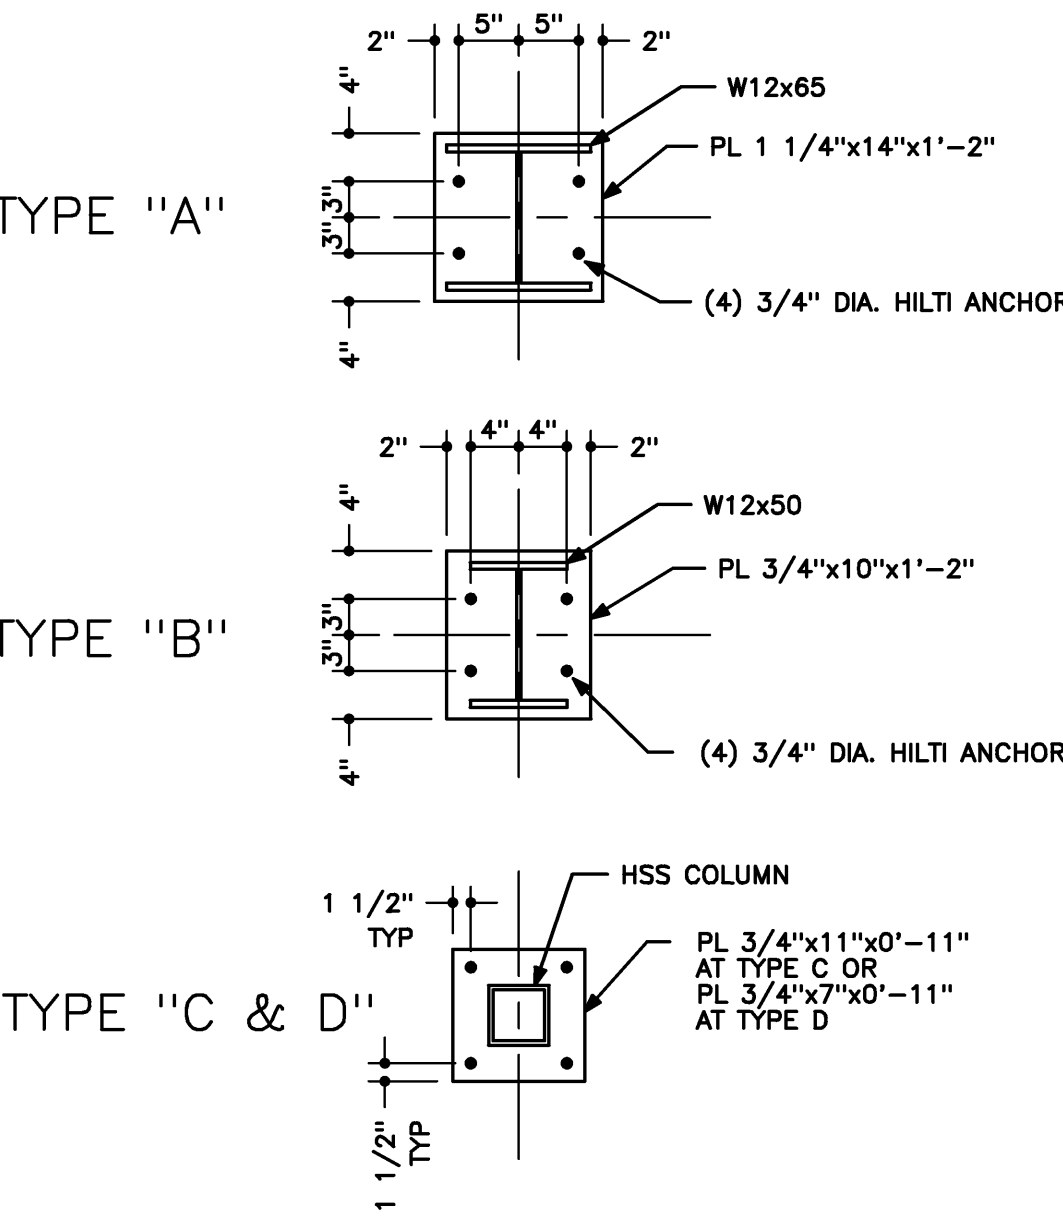 2" 5" 5" 2"
4"
W12x65
PL 1 1/4"x14"x1'-2"
TYPE "A"
3"
3"
(4) 3/4" DIA. HILTI ANCHOR
4"
2" 4" 4" 2"
4"
W12x50
PL 3/4"x10"x1'-2"
TYPE "B"
3"
3"
(4) 3/4" DIA. HILTI ANCHOR
4"
HSS COLUMN
1 1/2"
TYP
PL 3/4"x11"x0'-11"
AT TYPE C OR
PL 3/4"x7"x0'-11"
AT TYPE D
TYPE "C & D"
1 1/2"
TYP